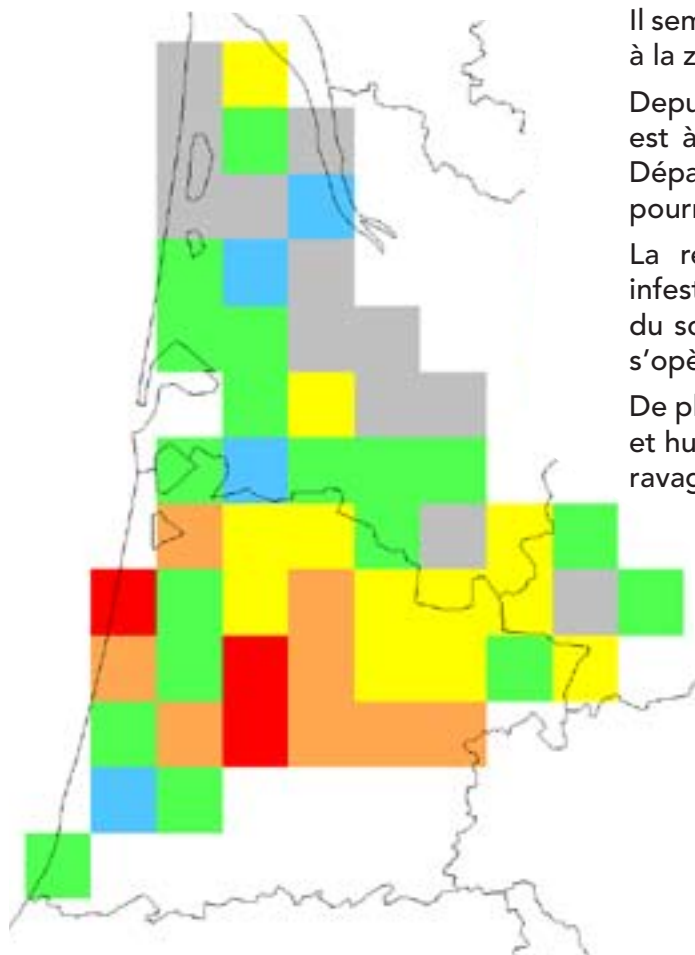 Il sem
à la z
Depu
est à
Dépa
pourr
La re
infest
du so
s'opè
De pl
et hu
ravag